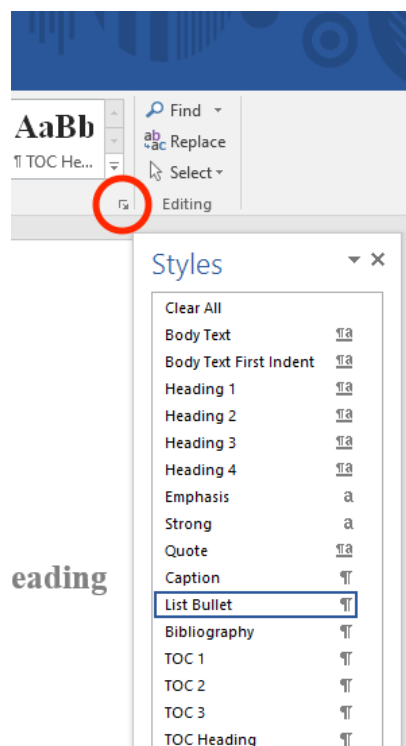 AaBb
¶ TOC He...
Find
ab
ac Replace
Select
Editing
Styles
Clear All
Body Text ¶a
Body Text First Indent ¶a
Heading 1 ¶a
Heading 2 ¶a
Heading 3 ¶a
Heading 4 ¶a
Emphasis a
Strong a
Quote ¶a
Caption ¶
eading
List Bullet ¶
Bibliography ¶
TOC 1 ¶
TOC 2 ¶
TOC 3 ¶
TOC Heading ¶